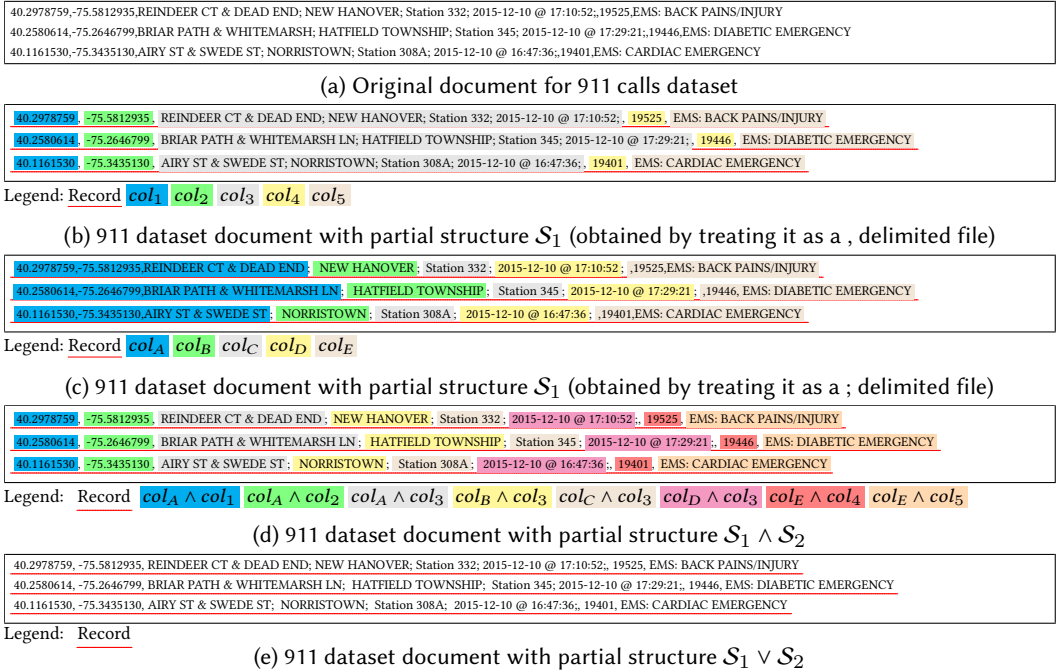 40.2978759,-75.5812935,REINDEER CT & DEAD END; NEW HANOVER; Station 332; 2015-12-10 @ 17:10:52;,19525,EMS: BACK PAINS/INJURY
40.2580614,-75.2646799,BRIAR PATH & WHITEMARSH; HATFIELD TOWNSHIP; Station 345; 2015-12-10 @ 17:29:21;,19446,EMS: DIABETIC EMERGENCY
40.1161530,-75.3435130,AIRY ST & SWEDE ST; NORRISTOWN; Station 308A; 2015-12-10 @ 16:47:36;,19401,EMS: CARDIAC EMERGENCY
(a) Original document for 911 calls dataset
40.2978759, -75.5812935, REINDEER CT & DEAD END; NEW HANOVER; Station 332; 2015-12-10 @ 17:10:52;, 19525, EMS: BACK PAINS/INJURY
40.2580614, -75.2646799, BRIAR PATH & WHITEMARSH LN; HATFIELD TOWNSHIP; Station 345; 2015-12-10 @ 17:29:21;, 19446, EMS: DIABETIC EMERGENCY
40.1161530, -75.3435130, AIRY ST & SWEDE ST; NORRISTOWN; Station 308A; 2015-12-10 @ 16:47:36;, 19401, EMS: CARDIAC EMERGENCY
Legend: Record col₁ col₂ col₃ col₄ col₅
(b) 911 dataset document with partial structure S₁ (obtained by treating it as a , delimited file)
40.2978759,-75.5812935,REINDEER CT & DEAD END; NEW HANOVER; Station 332; 2015-12-10 @ 17:10:52; ,19525,EMS: BACK PAINS/INJURY
40.2580614,-75.2646799,BRIAR PATH & WHITEMARSH LN; HATFIELD TOWNSHIP; Station 345; 2015-12-10 @ 17:29:21; ,19446, EMS: DIABETIC EMERGENCY
40.1161530,-75.3435130,AIRY ST & SWEDE ST; NORRISTOWN; Station 308A; 2015-12-10 @ 16:47:36; ,19401,EMS: CARDIAC EMERGENCY
Legend: Record col_A col_B col_C col_D col_E
(c) 911 dataset document with partial structure S₁ (obtained by treating it as a ; delimited file)
40.2978759, -75.5812935, REINDEER CT & DEAD END; NEW HANOVER; Station 332; 2015-12-10 @ 17:10:52;, 19525, EMS: BACK PAINS/INJURY
40.2580614, -75.2646799, BRIAR PATH & WHITEMARSH LN; HATFIELD TOWNSHIP; Station 345; 2015-12-10 @ 17:29:21;, 19446, EMS: DIABETIC EMERGENCY
40.1161530, -75.3435130, AIRY ST & SWEDE ST; NORRISTOWN; Station 308A; 2015-12-10 @ 16:47:36;, 19401, EMS: CARDIAC EMERGENCY
Legend: Record col_A ∧ col₁ col_A ∧ col₂ col_A ∧ col₃ col_B ∧ col₃ col_C ∧ col₃ col_D ∧ col₃ col_E ∧ col₄ col_E ∧ col₅
(d) 911 dataset document with partial structure S₁ ∧ S₂
40.2978759, -75.5812935, REINDEER CT & DEAD END; NEW HANOVER; Station 332; 2015-12-10 @ 17:10:52;, 19525, EMS: BACK PAINS/INJURY
40.2580614, -75.2646799, BRIAR PATH & WHITEMARSH LN; HATFIELD TOWNSHIP; Station 345; 2015-12-10 @ 17:29:21;, 19446, EMS: DIABETIC EMERGENCY
40.1161530, -75.3435130, AIRY ST & SWEDE ST; NORRISTOWN; Station 308A; 2015-12-10 @ 16:47:36;, 19401, EMS: CARDIAC EMERGENCY
Legend: Record
(e) 911 dataset document with partial structure S₁ ∨ S₂